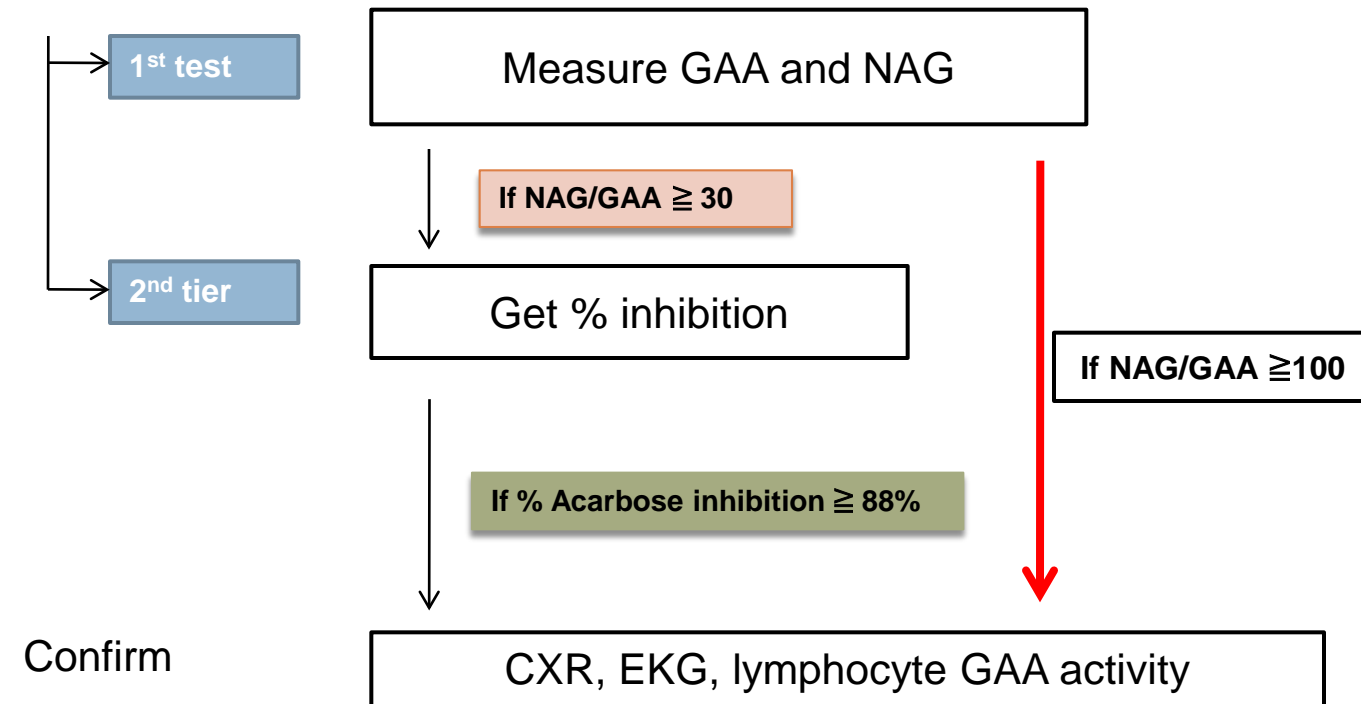 1st test
Measure GAA and NAG
If NAG/GAA ≧ 30
2nd tier
Get % inhibition
If NAG/GAA ≧100
If % Acarbose inhibition ≧ 88%
Confirm
CXR, EKG, lymphocyte GAA activity